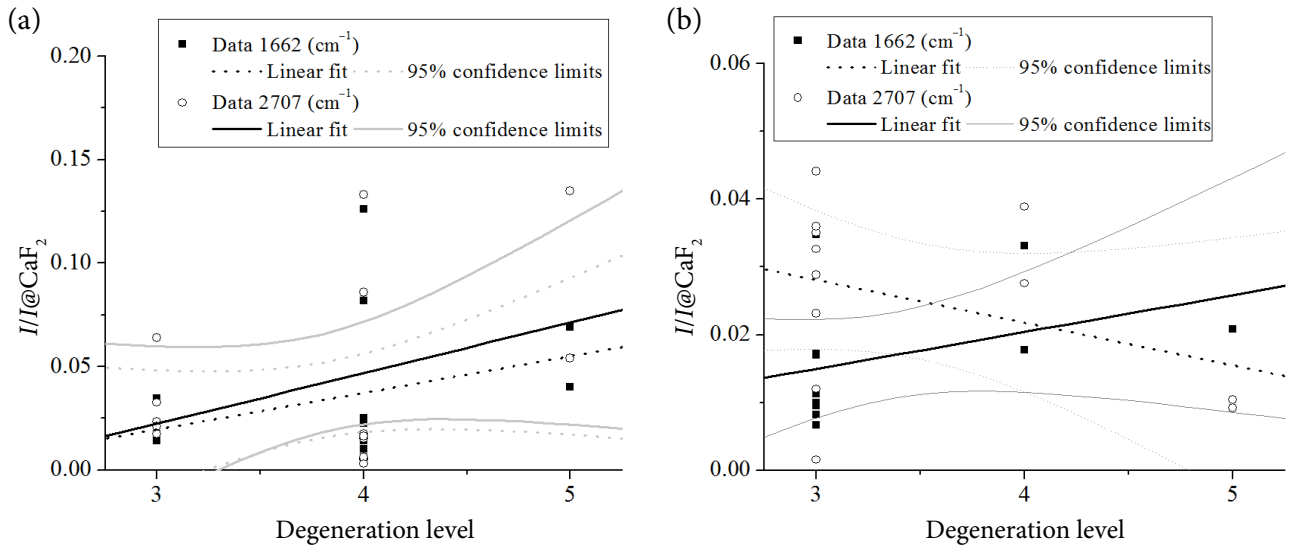 (a)
Data 1662 (cm⁻¹)
Linear fit 95% confidence limits
Data 2707 (cm⁻¹)
Linear fit 95% confidence limits
0.20
0.15
0.10
0.05
0.00
I/I@CaF₂
3 4 5
Degeneration level
(b)
Data 1662 (cm⁻¹)
Linear fit 95% confidence limits
Data 2707 (cm⁻¹)
Linear fit 95% confidence limits
0.06
0.04
0.02
0.00
I/I@CaF₂
3 4 5
Degeneration level